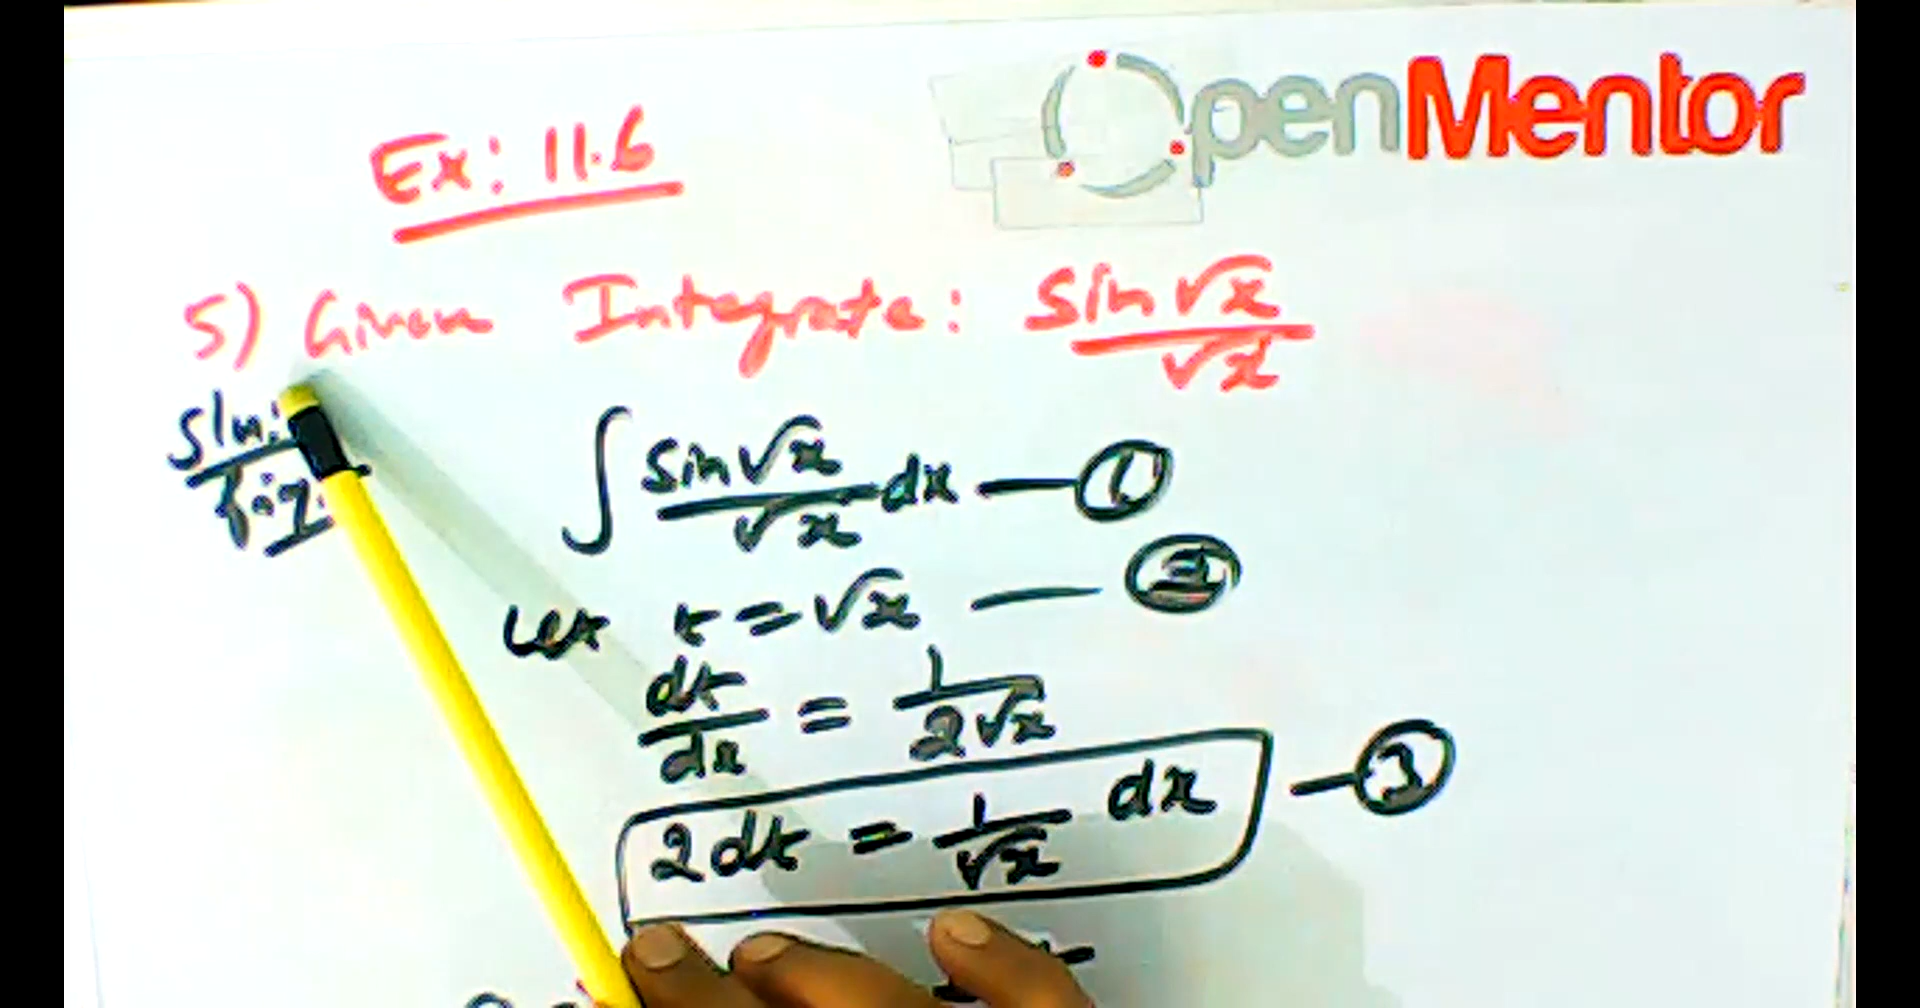 OpenMentor
Ex: 11.6
5) Given Integrate: sin√x / √x
Sln:
∫ sin√x / √x dx — ①
Let t = √x — ②
dt/dx = 1 / 2√x
2dt = 1/√x dx — ③